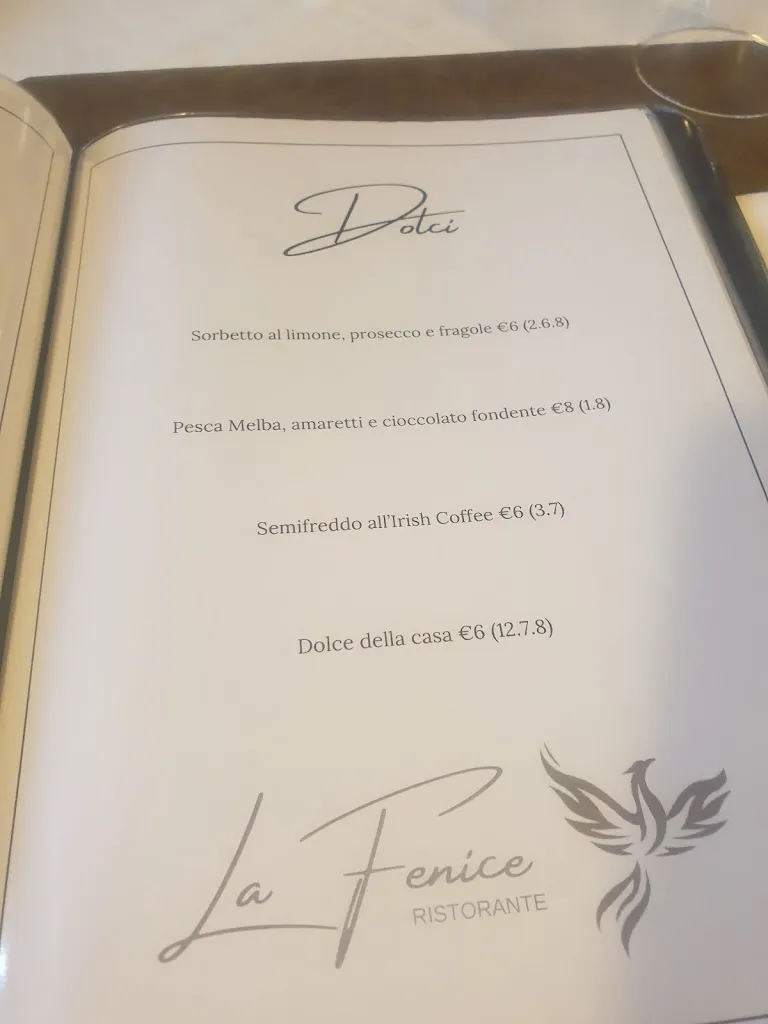 Dolci
Sorbetto al limone, prosecco e fragole €6 (2.6.8)
Pesca Melba, amaretti e cioccolato fondente €8 (1.8)
Semifreddo all'Irish Coffee €6 (3.7)
Dolce della casa €6 (12.7.8)
La Fenice
RISTORANTE